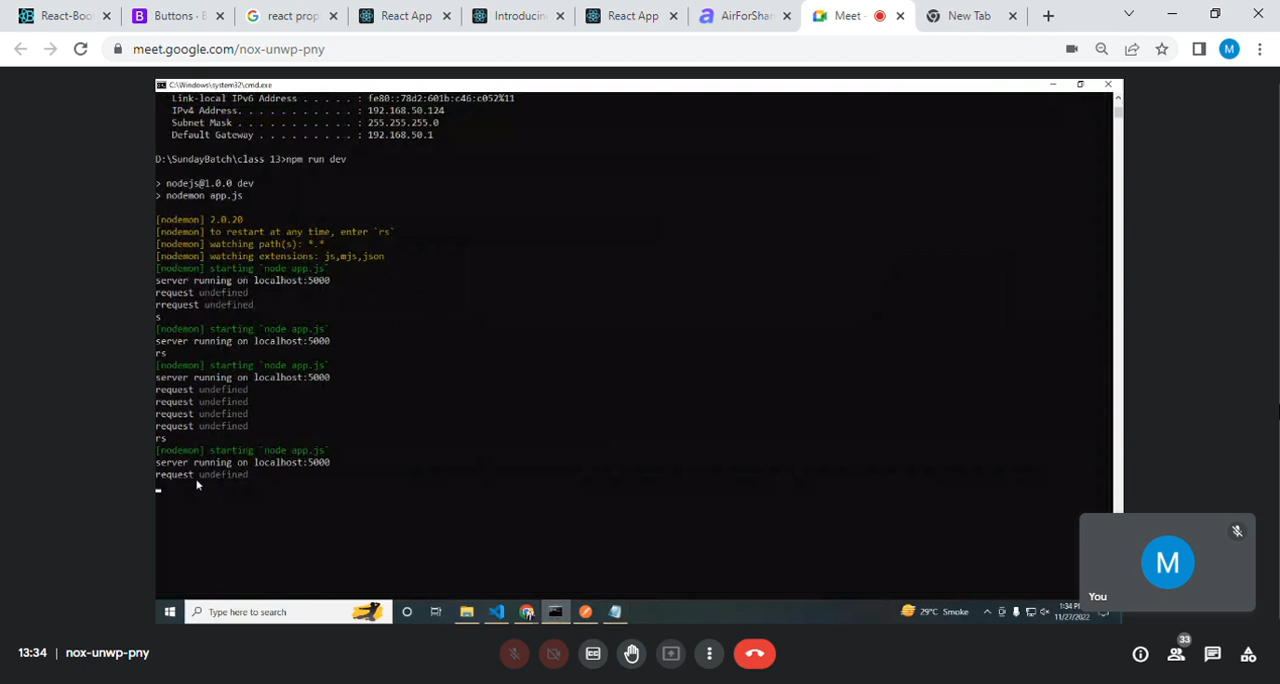 React-Boo
Buttons · B
react prop
React App
Introducin
React App
AirForShar
Meet -
New Tab
meet.google.com/nox-unwp-pny
M
C:\Windows\system32\cmd.exe
Link-local IPv6 Address . . . . . : fe80::78d2:601b:c46:c052%11
IPv4 Address. . . . . . . . . . . : 192.168.50.124
Subnet Mask . . . . . . . . . . . : 255.255.255.0
Default Gateway . . . . . . . . . : 192.168.50.1
D:\SundayBatch\class 13>npm run dev
> nodejs@1.0.0 dev
> nodemon app.js
[nodemon] 2.0.20
[nodemon] to restart at any time, enter `rs`
[nodemon] watching path(s): *.*
[nodemon] watching extensions: js,mjs,json
[nodemon] starting `node app.js`
server running on localhost:5000
request undefined
rrequest undefined
s
[nodemon] starting `node app.js`
server running on localhost:5000
rs
[nodemon] starting `node app.js`
server running on localhost:5000
request undefined
request undefined
request undefined
request undefined
rs
[nodemon] starting `node app.js`
server running on localhost:5000
request undefined
M
You
Type here to search
29°C Smoke
1:34 PM
11/27/2022
13:34 | nox-unwp-pny
33